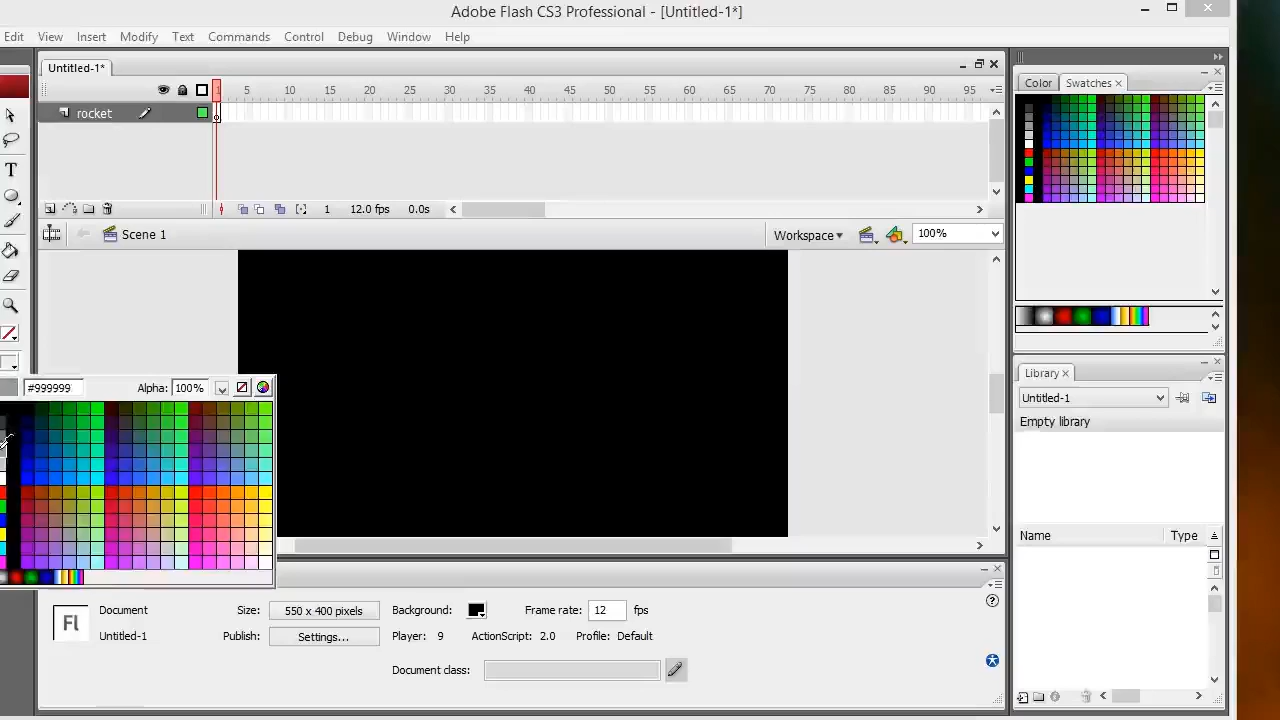 Adobe Flash CS3 Professional - [Untitled-1*]
Edit View Insert Modify Text Commands Control Debug Window Help
Untitled-1*
1 5 10 15 20 25 30 35 40 45 50 55 60 65 70 75 80 85 90 95
rocket
1 12.0 fps 0.0s
Scene 1
Workspace
100%
#999999
Alpha: 100%
Color Swatches
Library
Untitled-1
Empty library
Name Type
Fl
Document
Untitled-1
Size: 550 x 400 pixels
Background:
Frame rate: 12 fps
Publish: Settings...
Player: 9 ActionScript: 2.0 Profile: Default
Document class: